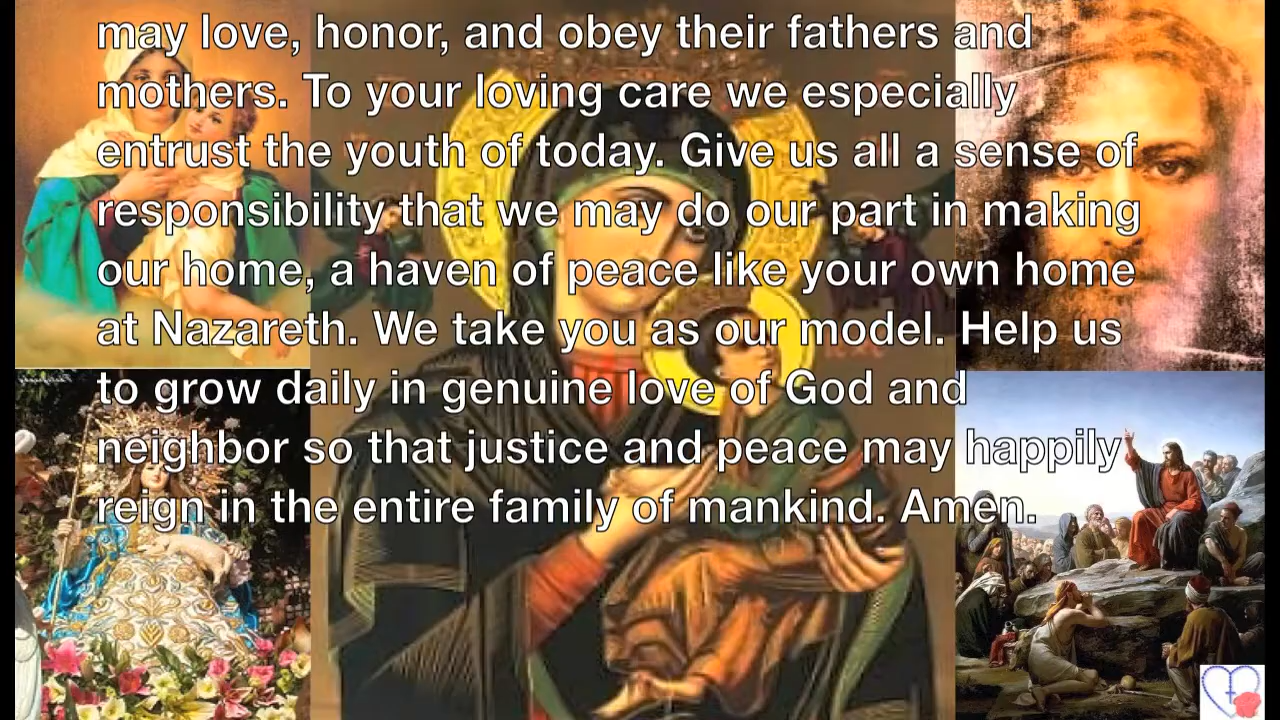 may love, honor, and obey their fathers and
mothers. To your loving care we especially
entrust the youth of today. Give us all a sense of
responsibility that we may do our part in making
our home, a haven of peace like your own home
at Nazareth. We take you as our model. Help us
to grow daily in genuine love of God and
neighbor so that justice and peace may happily
reign in the entire family of mankind. Amen.